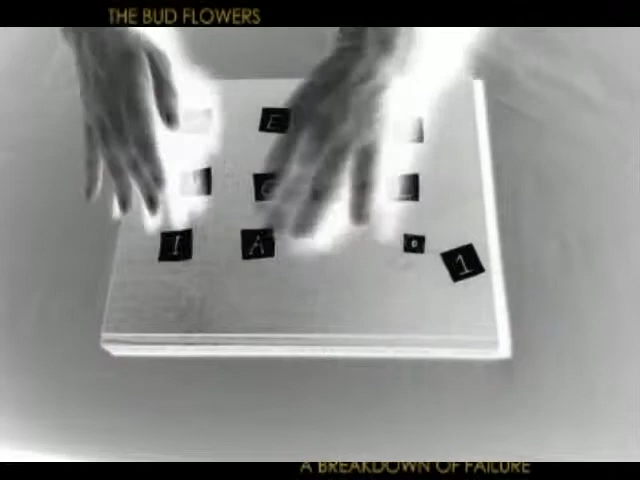 THE BUD FLOWERS
E
I A
1
A BREAKDOWN OF FAILURE